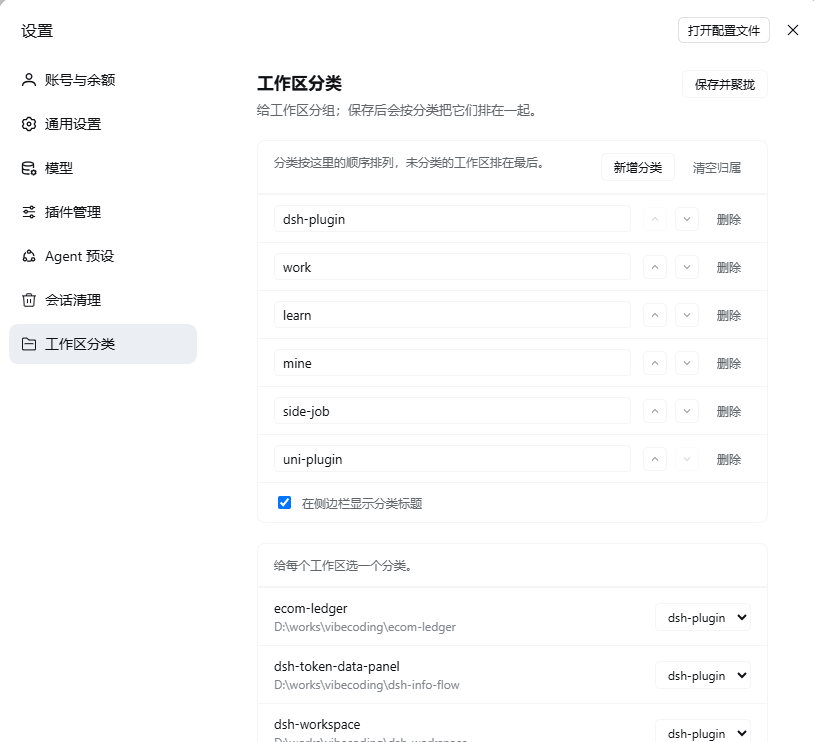 设置
打开配置文件
账号与余额
通用设置
模型
插件管理
Agent 预设
会话清理
工作区分类
工作区分类
保存并聚拢
给工作区分组；保存后会按分类把它们排在一起。
分类按这里的顺序排列，未分类的工作区排在最后。
新增分类
清空归属
dsh-plugin
删除
work
删除
learn
删除
mine
删除
side-job
删除
uni-plugin
删除
在侧边栏显示分类标题
给每个工作区选一个分类。
ecom-ledger
D:\works\vibecoding\ecom-ledger
dsh-plugin
dsh-token-data-panel
D:\works\vibecoding\dsh-info-flow
dsh-plugin
dsh-workspace
D:\works\vibecoding\dsh-workspace
dsh-plugin